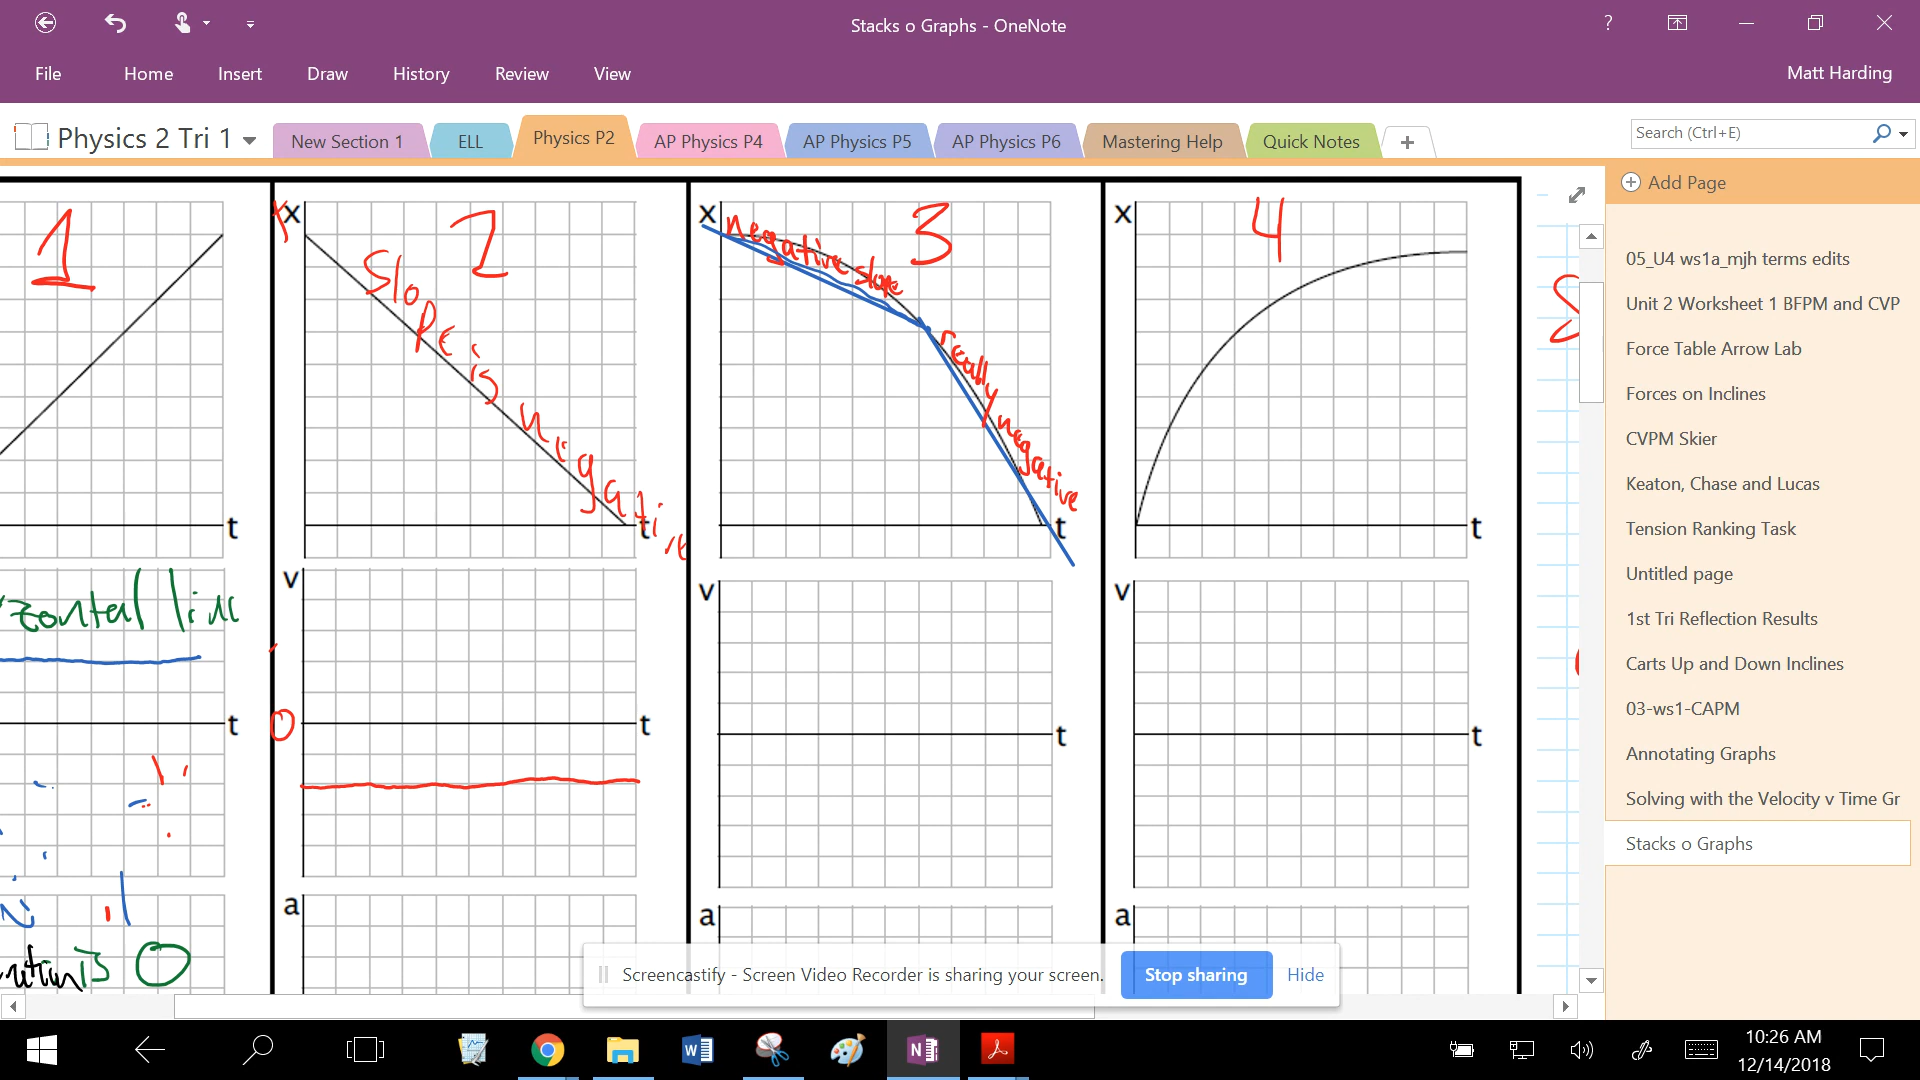 Stacks o Graphs - OneNote
?
File Home Insert Draw History Review View
Matt Harding
Physics 2 Tri 1
New Section 1
ELL
Physics P2
AP Physics P4
AP Physics P5
AP Physics P6
Mastering Help
Quick Notes
Search (Ctrl+E)
Add Page
05_U4 ws1a_mjh terms edits
Unit 2 Worksheet 1 BFPM and CVP
Force Table Arrow Lab
Forces on Inclines
CVPM Skier
Keaton, Chase and Lucas
Tension Ranking Task
Untitled page
1st Tri Reflection Results
Carts Up and Down Inclines
03-ws1-CAPM
Annotating Graphs
Solving with the Velocity v Time Gr
Stacks o Graphs
1
t
zontal line
t
is 0
x
2
Slope is negative
t
v
0
t
a
x
3
negative slope
really negative
t
v
t
a
x
4
t
v
t
a
Screencastify - Screen Video Recorder is sharing your screen.
Stop sharing
Hide
10:26 AM
12/14/2018